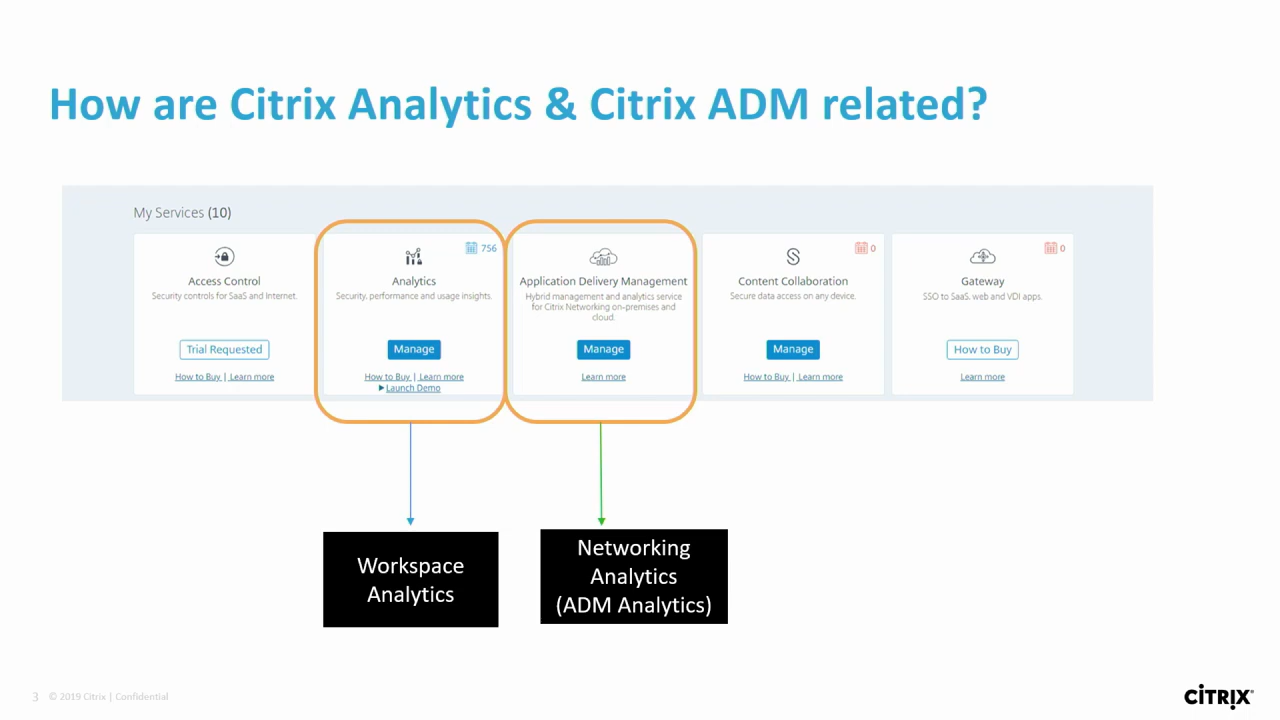 How are Citrix Analytics & Citrix ADM related?
My Services (10)
Access Control
Security controls for SaaS and Internet.
Trial Requested
How to Buy | Learn more
756
Analytics
Security, performance and usage insights.
Manage
How to Buy | Learn more
Launch Demo
Application Delivery Management
Hybrid management and analytics service
for Citrix Networking on-premises and
cloud.
Manage
Learn more
0
Content Collaboration
Secure data access on any device.
Manage
How to Buy | Learn more
0
Gateway
SSO to SaaS, web and VDI apps.
How to Buy
Learn more
Workspace
Analytics
Networking
Analytics
(ADM Analytics)
3 © 2019 Citrix | Confidential
CITRIX®